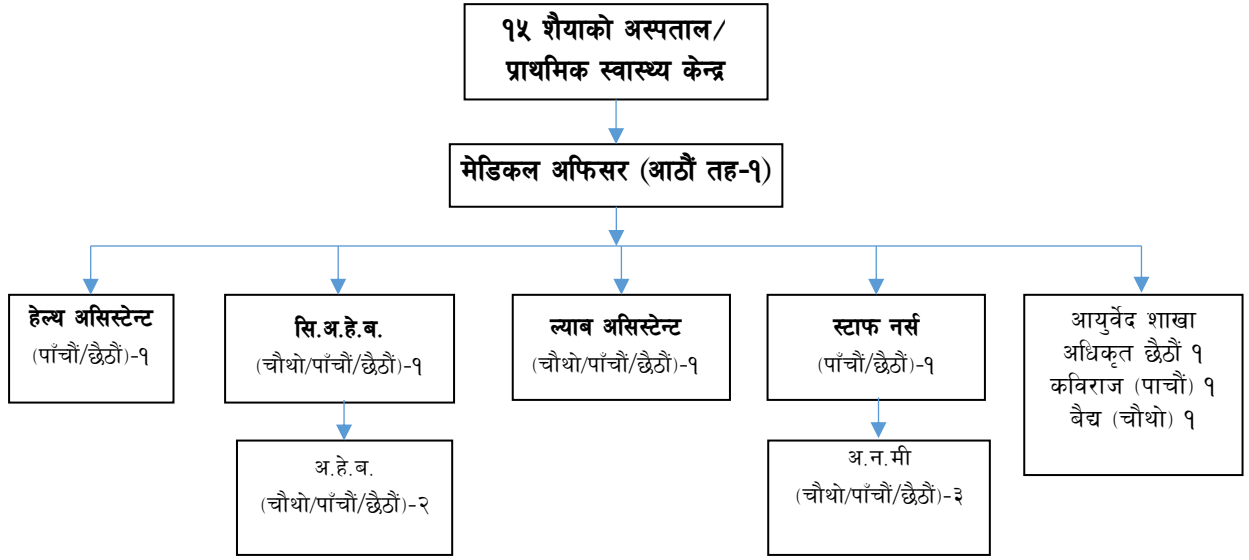 १५ शैयाको अस्पताल/
प्राथमिक स्वास्थ्य केन्द्र
मेडिकल अफिसर (आठौं तह-१)
हेल्थ असिस्टेन्ट
(पाँचौं/छैठौं)-१
सि.अ.हे.ब.
(चौथो/पाँचौं/छैठौं)-१
ल्याब असिस्टेन्ट
(चौथो/पाँचौं/छैठौं)-१
स्टाफ नर्स
(पाँचौं/छैठौं)-१
आयुर्वेद शाखा
अधिकृत छैठौं १
कविराज (पाचौं) १
बैद्य (चौथो) १
अ.हे.ब.
(चौथो/पाँचौं/छैठौं)-२
अ.न.मी
(चौथो/पाँचौं/छैठौं)-३